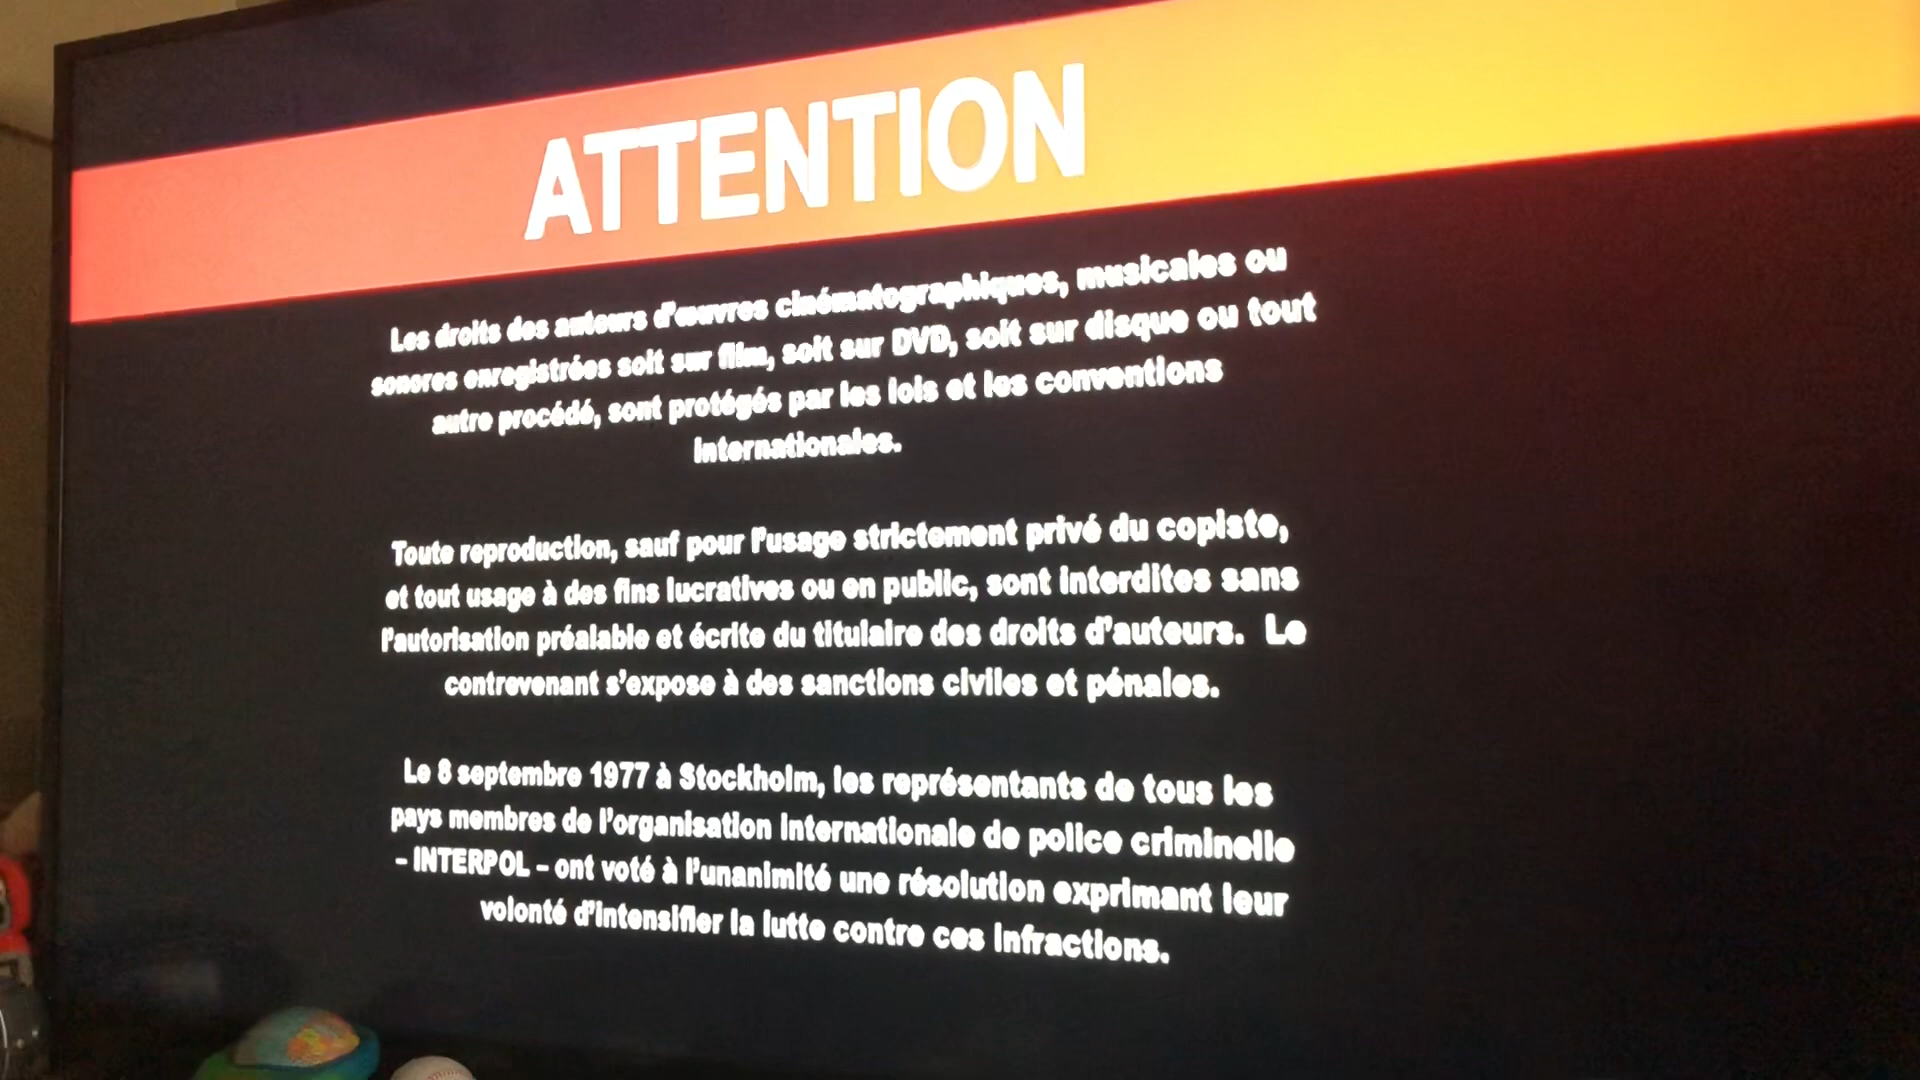 ATTENTION
Les droits des auteurs d'œuvres cinématographiques, musicales ou
sonores enregistrées soit sur film, soit sur DVD, soit sur disque ou tout
autre procédé, sont protégés par les lois et les conventions
internationales.
Toute reproduction, sauf pour l'usage strictement privé du copiste,
et tout usage à des fins lucratives ou en public, sont interdites sans
l'autorisation préalable et écrite du titulaire des droits d'auteurs. Le
contrevenant s'expose à des sanctions civiles et pénales.
Le 8 septembre 1977 à Stockholm, les représentants de tous les
pays membres de l'organisation internationale de police criminelle
– INTERPOL – ont voté à l'unanimité une résolution exprimant leur
volonté d'intensifier la lutte contre ces infractions.